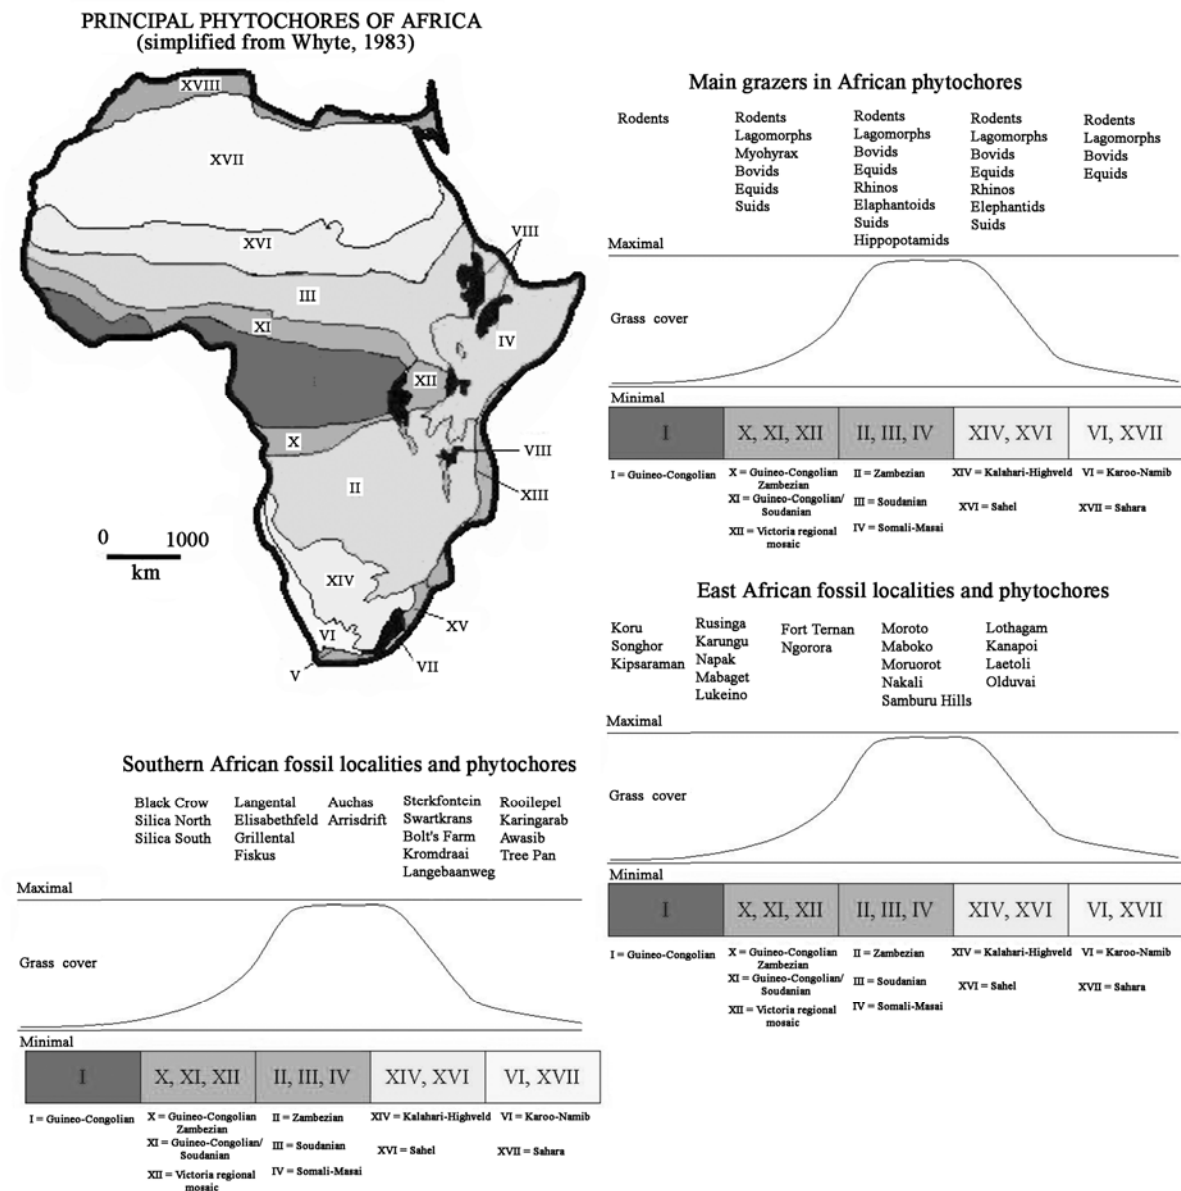 PRINCIPAL PHYTOCHORES OF AFRICA
(simplified from Whyte, 1983)
XVIII
XVII
XVI
VIII
III
XI
IV
I
XII
X
VIII
II
XIII
0 1000
km
XIV
XV
VI
VII
V
Main grazers in African phytochores
Rodents
Rodents
Lagomorphs
Myohyrax
Bovids
Equids
Suids
Rodents
Lagomorphs
Bovids
Equids
Rhinos
Elaphantoids
Suids
Hippopotamids
Rodents
Lagomorphs
Bovids
Equids
Rhinos
Elephantids
Suids
Rodents
Lagomorphs
Bovids
Equids
Maximal
Grass cover
Minimal
I
X, XI, XII
II, III, IV
XIV, XVI
VI, XVII
I = Guineo-Congolian
X = Guineo-Congolian
Zambezian
XI = Guineo-Congolian/
Soudanian
XII = Victoria regional
mosaic
II = Zambezian
III = Soudanian
IV = Somali-Masai
XIV = Kalahari-Highveld
XVI = Sahel
VI = Karoo-Namib
XVII = Sahara
East African fossil localities and phytochores
Koru
Songhor
Kipsaraman
Rusinga
Karungu
Napak
Mabaget
Lukeino
Fort Ternan
Ngorora
Moroto
Maboko
Moruorot
Nakali
Samburu Hills
Lothagam
Kanapoi
Laetoli
Olduvai
Maximal
Grass cover
Minimal
I
X, XI, XII
II, III, IV
XIV, XVI
VI, XVII
I = Guineo-Congolian
X = Guineo-Congolian
Zambezian
XI = Guineo-Congolian/
Soudanian
XII = Victoria regional
mosaic
II = Zambezian
III = Soudanian
IV = Somali-Masai
XIV = Kalahari-Highveld
XVI = Sahel
VI = Karoo-Namib
XVII = Sahara
Southern African fossil localities and phytochores
Black Crow
Silica North
Silica South
Langental
Elisabethfeld
Grillental
Fiskus
Auchas
Arrisdrift
Sterkfontein
Swartkrans
Bolt's Farm
Kromdraai
Langebaanweg
Rooilepel
Karingarab
Awasib
Tree Pan
Maximal
Grass cover
Minimal
I
X, XI, XII
II, III, IV
XIV, XVI
VI, XVII
I = Guineo-Congolian
X = Guineo-Congolian
Zambezian
XI = Guineo-Congolian/
Soudanian
XII = Victoria regional
mosaic
II = Zambezian
III = Soudanian
IV = Somali-Masai
XIV = Kalahari-Highveld
XVI = Sahel
VI = Karoo-Namib
XVII = Sahara